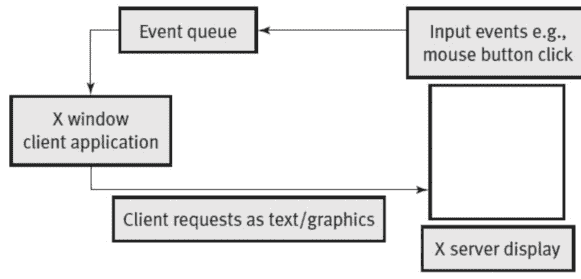 Event queue
Input events e.g.,
mouse button click
X window
client application
Client requests as text/graphics
X server display